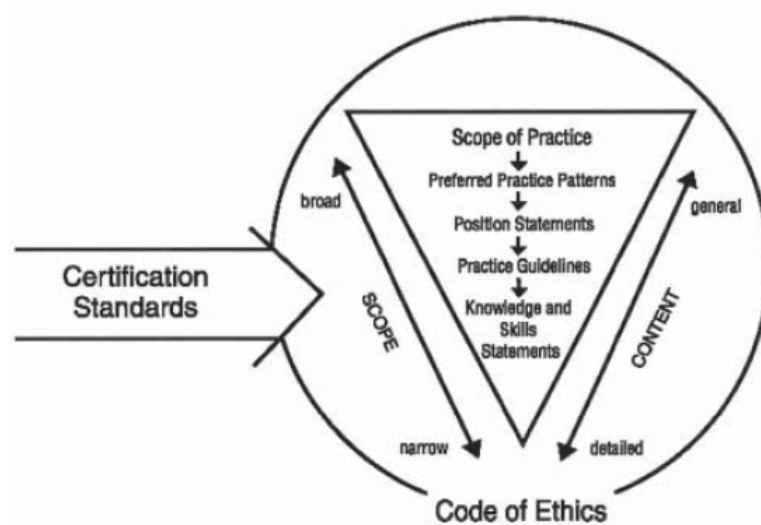 Scope of Practice
Preferred Practice Patterns
broad
general
Position Statements
Certification
Standards
Practice Guidelines
SCOPE
CONTENT
Knowledge and
Skills
Statements
narrow
detailed
Code of Ethics